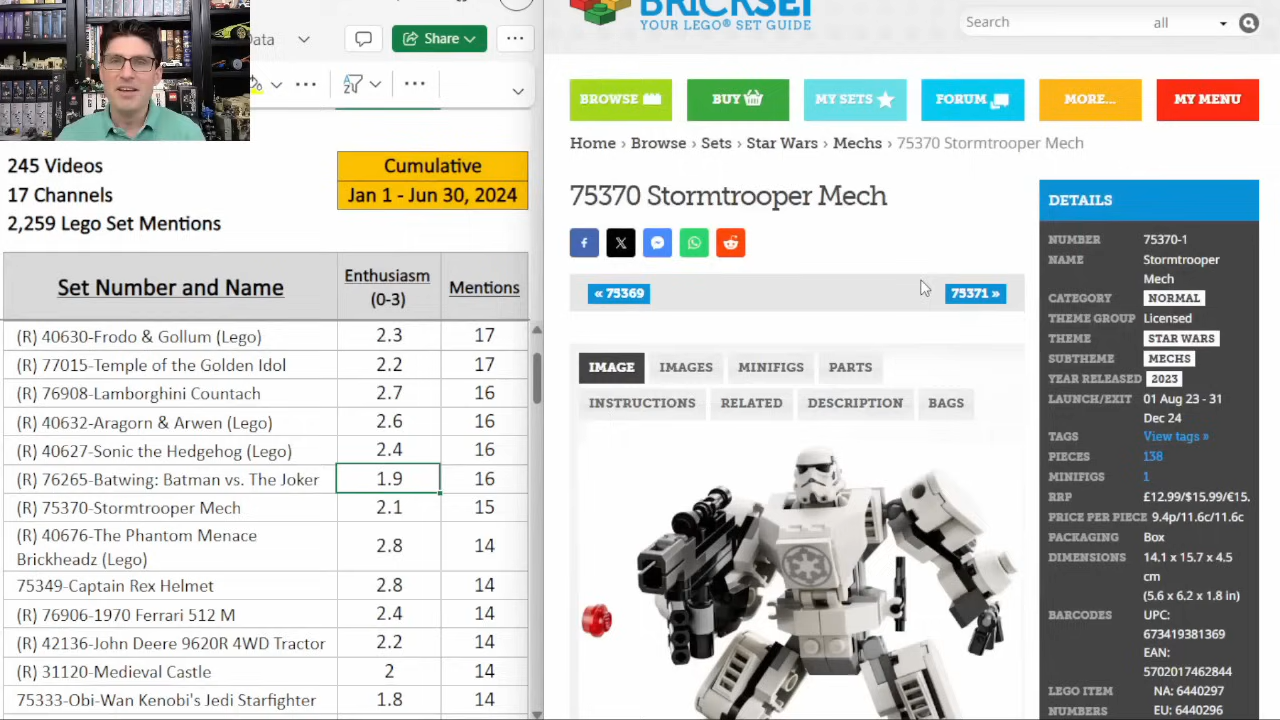 ata
Share
245 Videos
17 Channels
2,259 Lego Set Mentions
Cumulative
Jan 1 - Jun 30, 2024
Set Number and Name Enthusiasm (0-3) Mentions
(R) 40630-Frodo & Gollum (Lego) 2.3 17
(R) 77015-Temple of the Golden Idol 2.2 17
(R) 76908-Lamborghini Countach 2.7 16
(R) 40632-Aragorn & Arwen (Lego) 2.6 16
(R) 40627-Sonic the Hedgehog (Lego) 2.4 16
(R) 76265-Batwing: Batman vs. The Joker 1.9 16
(R) 75370-Stormtrooper Mech 2.1 15
(R) 40676-The Phantom Menace
Brickheadz (Lego) 2.8 14
75349-Captain Rex Helmet 2.8 14
(R) 76906-1970 Ferrari 512 M 2.4 14
(R) 42136-John Deere 9620R 4WD Tractor 2.2 14
(R) 31120-Medieval Castle 2 14
75333-Obi-Wan Kenobi's Jedi Starfighter 1.8 14
BRICKSET
YOUR LEGO® SET GUIDE
Search all
BROWSE BUY MY SETS FORUM MORE... MY MENU
Home › Browse › Sets › Star Wars › Mechs › 75370 Stormtrooper Mech
75370 Stormtrooper Mech
« 75369 75371 »
IMAGE IMAGES MINIFIGS PARTS
INSTRUCTIONS RELATED DESCRIPTION BAGS
DETAILS
NUMBER 75370-1
NAME Stormtrooper
Mech
CATEGORY NORMAL
THEME GROUP Licensed
THEME STAR WARS
SUBTHEME MECHS
YEAR RELEASED 2023
LAUNCH/EXIT 01 Aug 23 - 31
Dec 24
TAGS View tags »
PIECES 138
MINIFIGS 1
RRP £12.99/$15.99/€15.
PRICE PER PIECE 9.4p/11.6c/11.6c
PACKAGING Box
DIMENSIONS 14.1 x 15.7 x 4.5
cm
(5.6 x 6.2 x 1.8 in)
BARCODES UPC:
673419381369
EAN:
5702017462844
LEGO ITEM NA: 6440297
NUMBERS EU: 6440296